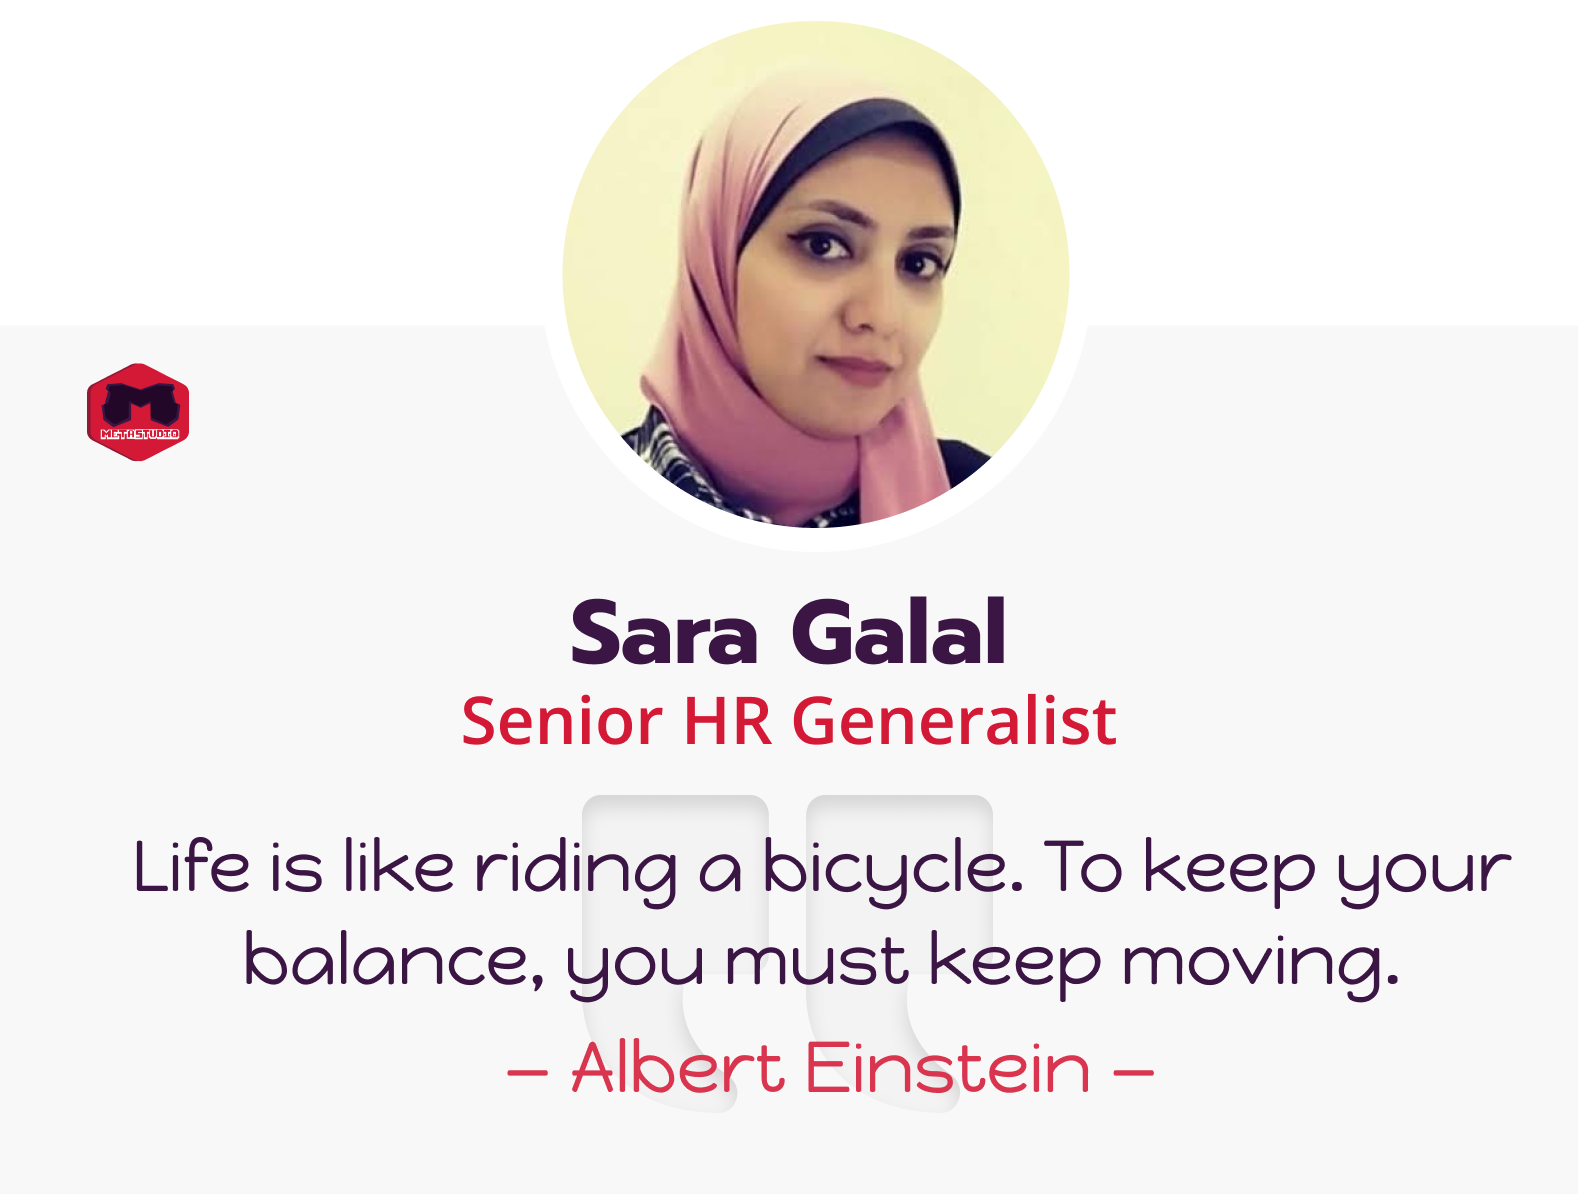 METASTUDIO
Sara Galal
Senior HR Generalist
Life is like riding a bicycle. To keep your
balance, you must keep moving.
– Albert Einstein –